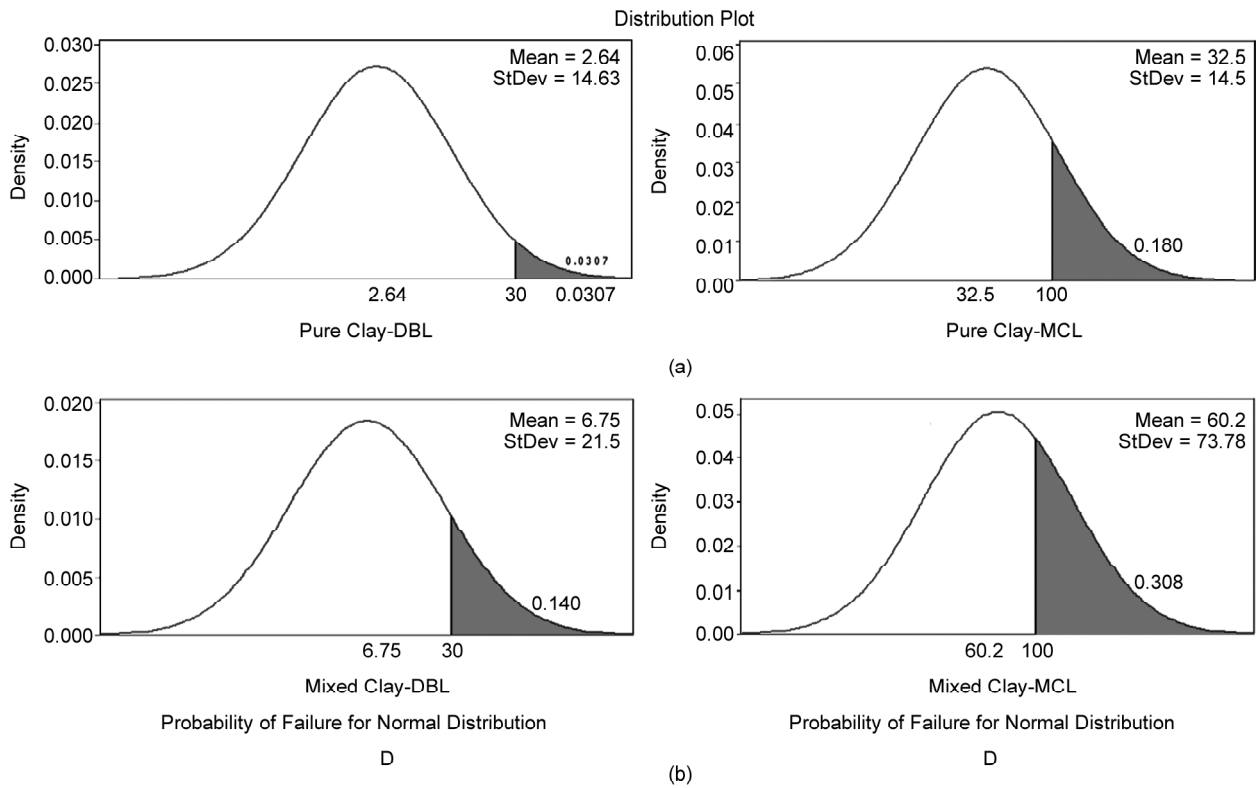 Distribution Plot
0.030
0.025
0.020
0.015
0.010
0.005
0.000
Density
Mean = 2.64
StDev = 14.63
0.0307
2.64
30
0.0307
Pure Clay-DBL
0.06
0.05
0.04
0.03
0.02
0.01
0.00
Density
Mean = 32.5
StDev = 14.5
0.180
32.5
100
Pure Clay-MCL
(a)
0.020
0.015
0.010
0.005
0.000
Density
Mean = 6.75
StDev = 21.5
0.140
6.75
30
Mixed Clay-DBL
Probability of Failure for Normal Distribution
D
0.05
0.04
0.03
0.02
0.01
0.00
Density
Mean = 60.2
StDev = 73.78
0.308
60.2
100
Mixed Clay-MCL
Probability of Failure for Normal Distribution
D
(b)